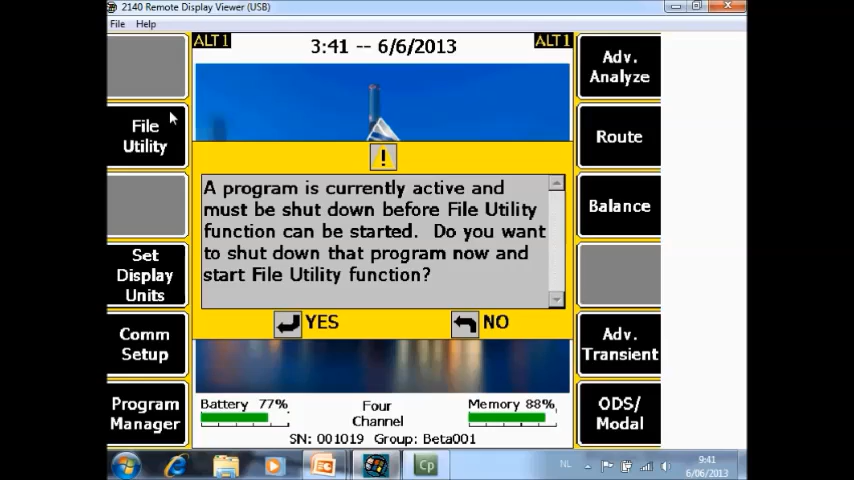 2140 Remote Display Viewer (USB)
File Help
ALT1
3:41 -- 6/6/2013
ALT1
File
Utility
Set
Display
Units
Comm
Setup
Program
Manager
!
A program is currently active and
must be shut down before File Utility
function can be started. Do you want
to shut down that program now and
start File Utility function?
YES
NO
Adv.
Analyze
Route
Balance
Adv.
Transient
ODS/
Modal
Battery 77%
Four
Channel
Memory 88%
SN: 001019 Group: Beta001
Cp
NL
9:41
6/06/2013